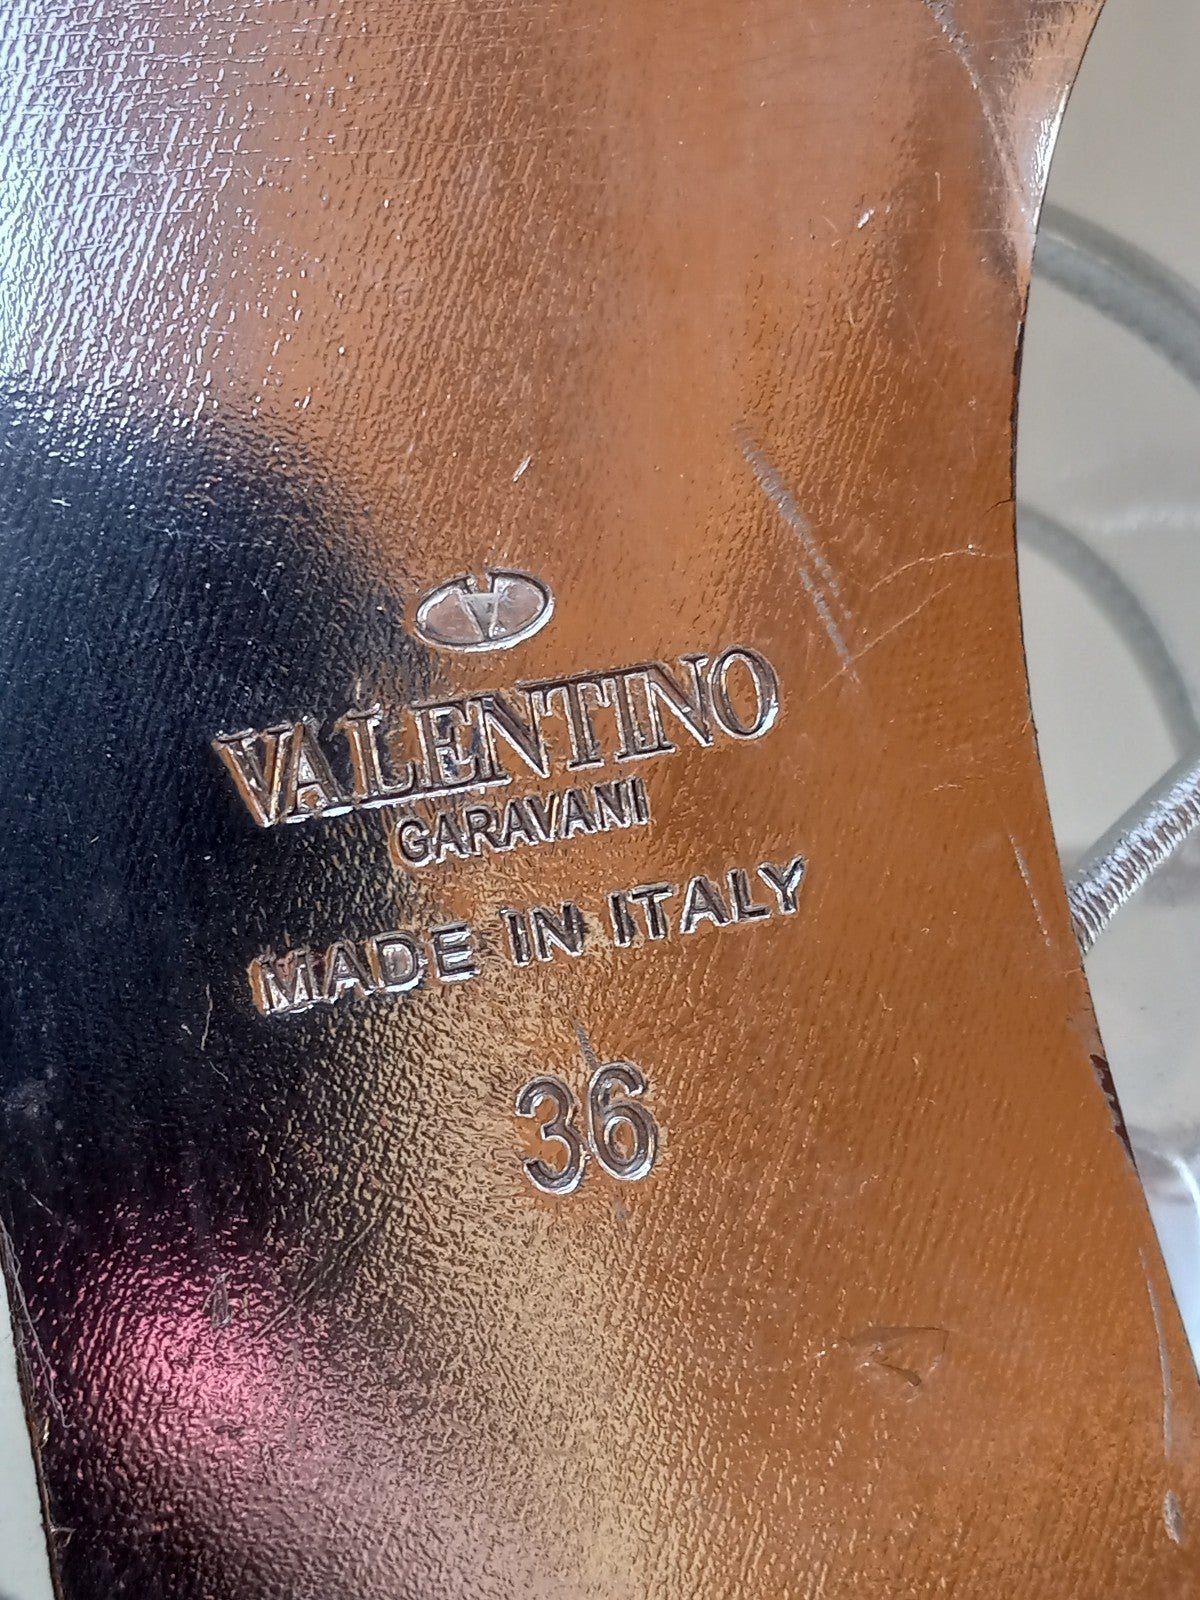 VALENTINO
GARAVANI
MADE IN ITALY
36